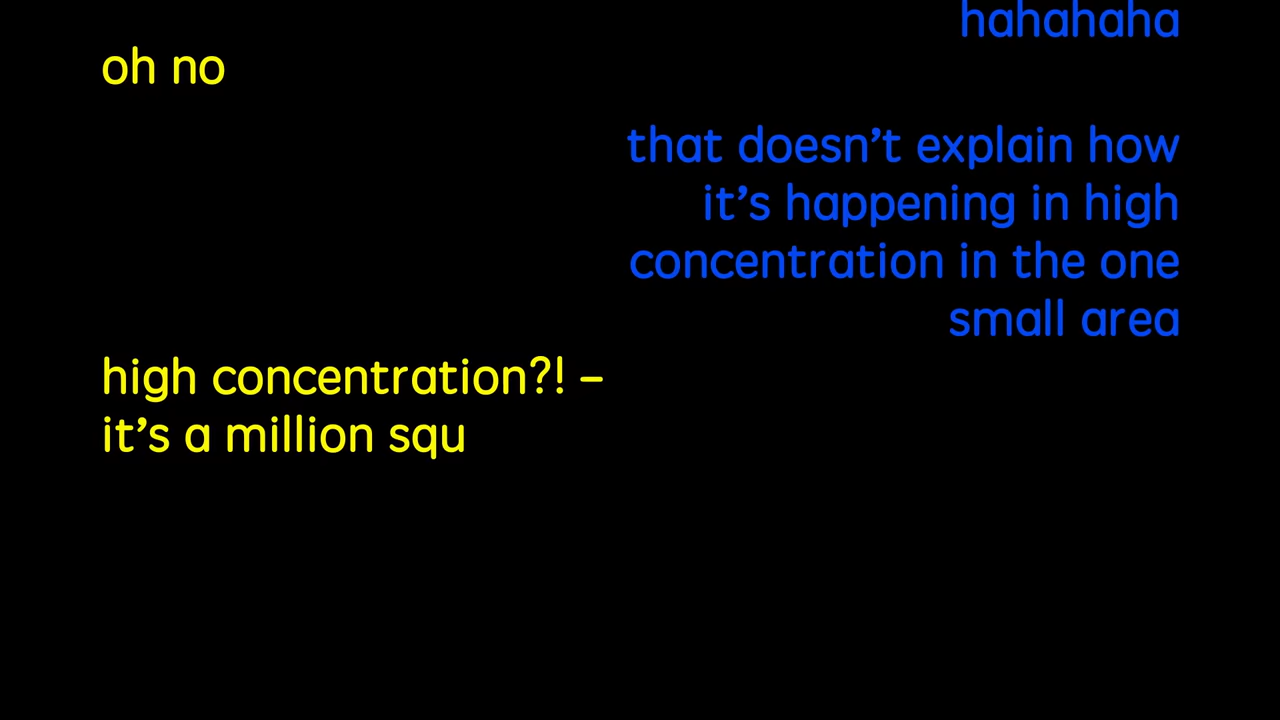 hahahaha
oh no
that doesn’t explain how
it’s happening in high
concentration in the one
small area
high concentration?! –
it’s a million squ